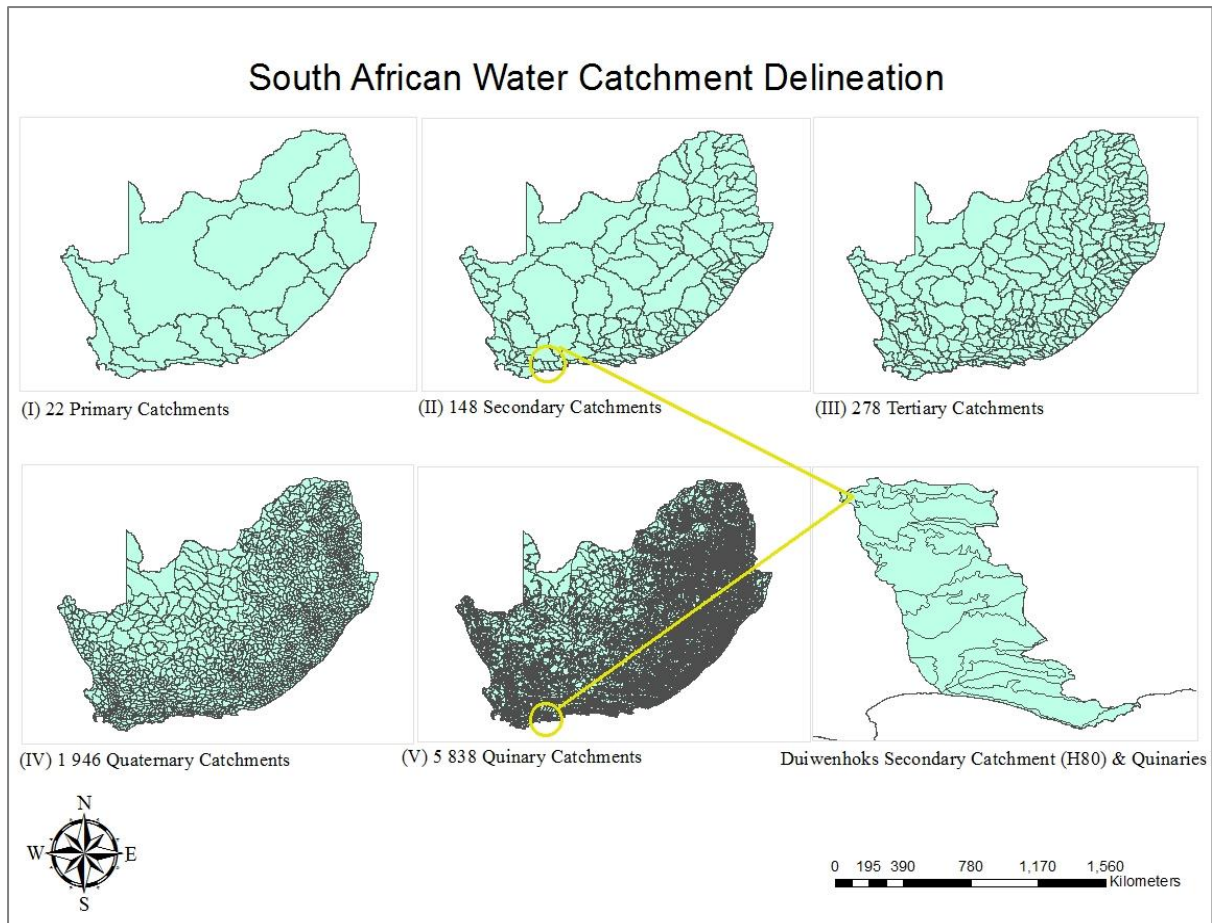 South African Water Catchment Delineation
(I) 22 Primary Catchments
(II) 148 Secondary Catchments
(III) 278 Tertiary Catchments
(IV) 1 946 Quaternary Catchments
(V) 5 838 Quinary Catchments
Duiwenhoks Secondary Catchment (H80) & Quinaries
N
W E
S
0 195 390 780 1,170 1,560
Kilometers